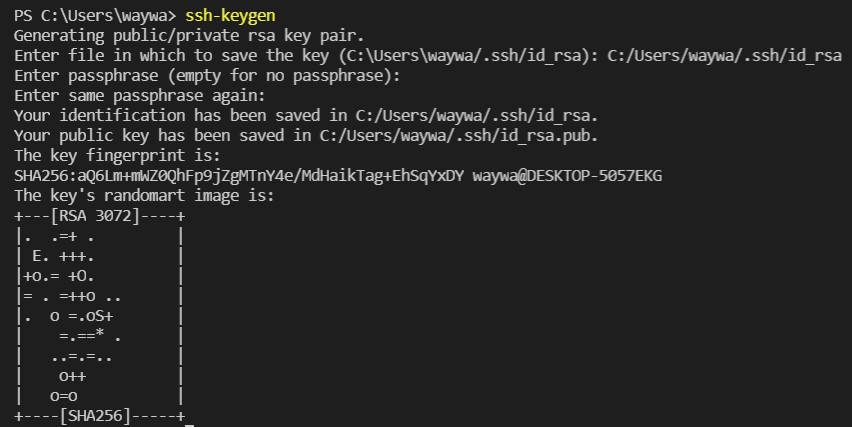 PS C:\Users\waywa> ssh-keygen
Generating public/private rsa key pair.
Enter file in which to save the key (C:\Users\waywa/.ssh/id_rsa): C:/Users/waywa/.ssh/id_rsa
Enter passphrase (empty for no passphrase):
Enter same passphrase again:
Your identification has been saved in C:/Users/waywa/.ssh/id_rsa.
Your public key has been saved in C:/Users/waywa/.ssh/id_rsa.pub.
The key fingerprint is:
SHA256:aQ6Lm+mWZ0QhFp9jZgMTnY4e/MdHaikTag+EhSqYxDY waywa@DESKTOP-5057EKG
The key's randomart image is:
+---[RSA 3072]----+
|.  .=+ .         |
| E. +++.         |
|+o.= +O.         |
|= . =++o ..      |
|.  o =.oS+       |
|    =.==* .      |
|   ..=.=..       |
|    o++          |
|   o=o           |
+----[SHA256]-----+